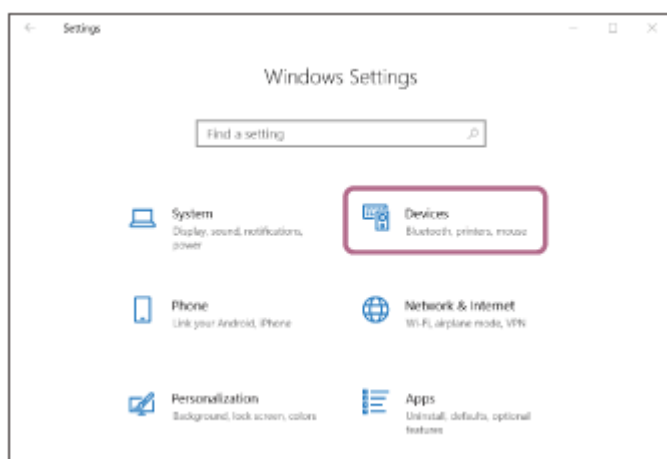 Settings
Windows Settings
Find a setting
System
Display, sound, notifications,
power
Devices
Bluetooth, printers, mouse
Phone
Link your Android, iPhone
Network & Internet
Wi-Fi, airplane mode, VPN
Personalization
Background, lock screen, colors
Apps
Uninstall, defaults, optional
features